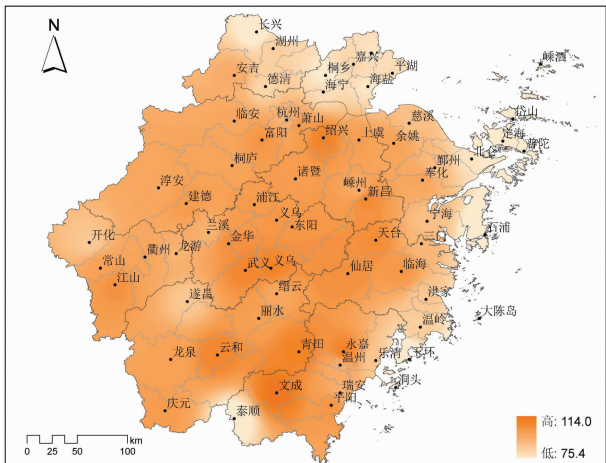 N
长兴
湖州
安吉
德清
嘉兴
桐乡
平湖
海宁
海盐
嵊泗
岱山
定海
普陀
临安
杭州
萧山
富阳
绍兴
上虞
慈溪
余姚
北仑
鄞州
奉化
桐庐
诸暨
淳安
建德
浦江
嵊州
新昌
宁海
石浦
义乌
东阳
兰溪
金华
天台
三门
开化
衢州
龙游
常山
江山
武义
义乌
仙居
临海
遂昌
缙云
洪家
丽水
温岭
大陈岛
龙泉
云和
青田
永嘉
温州
乐清
玉环
洞头
文成
瑞安
平阳
庆元
泰顺
高: 114.0
低: 75.4
0 25 50 100
km